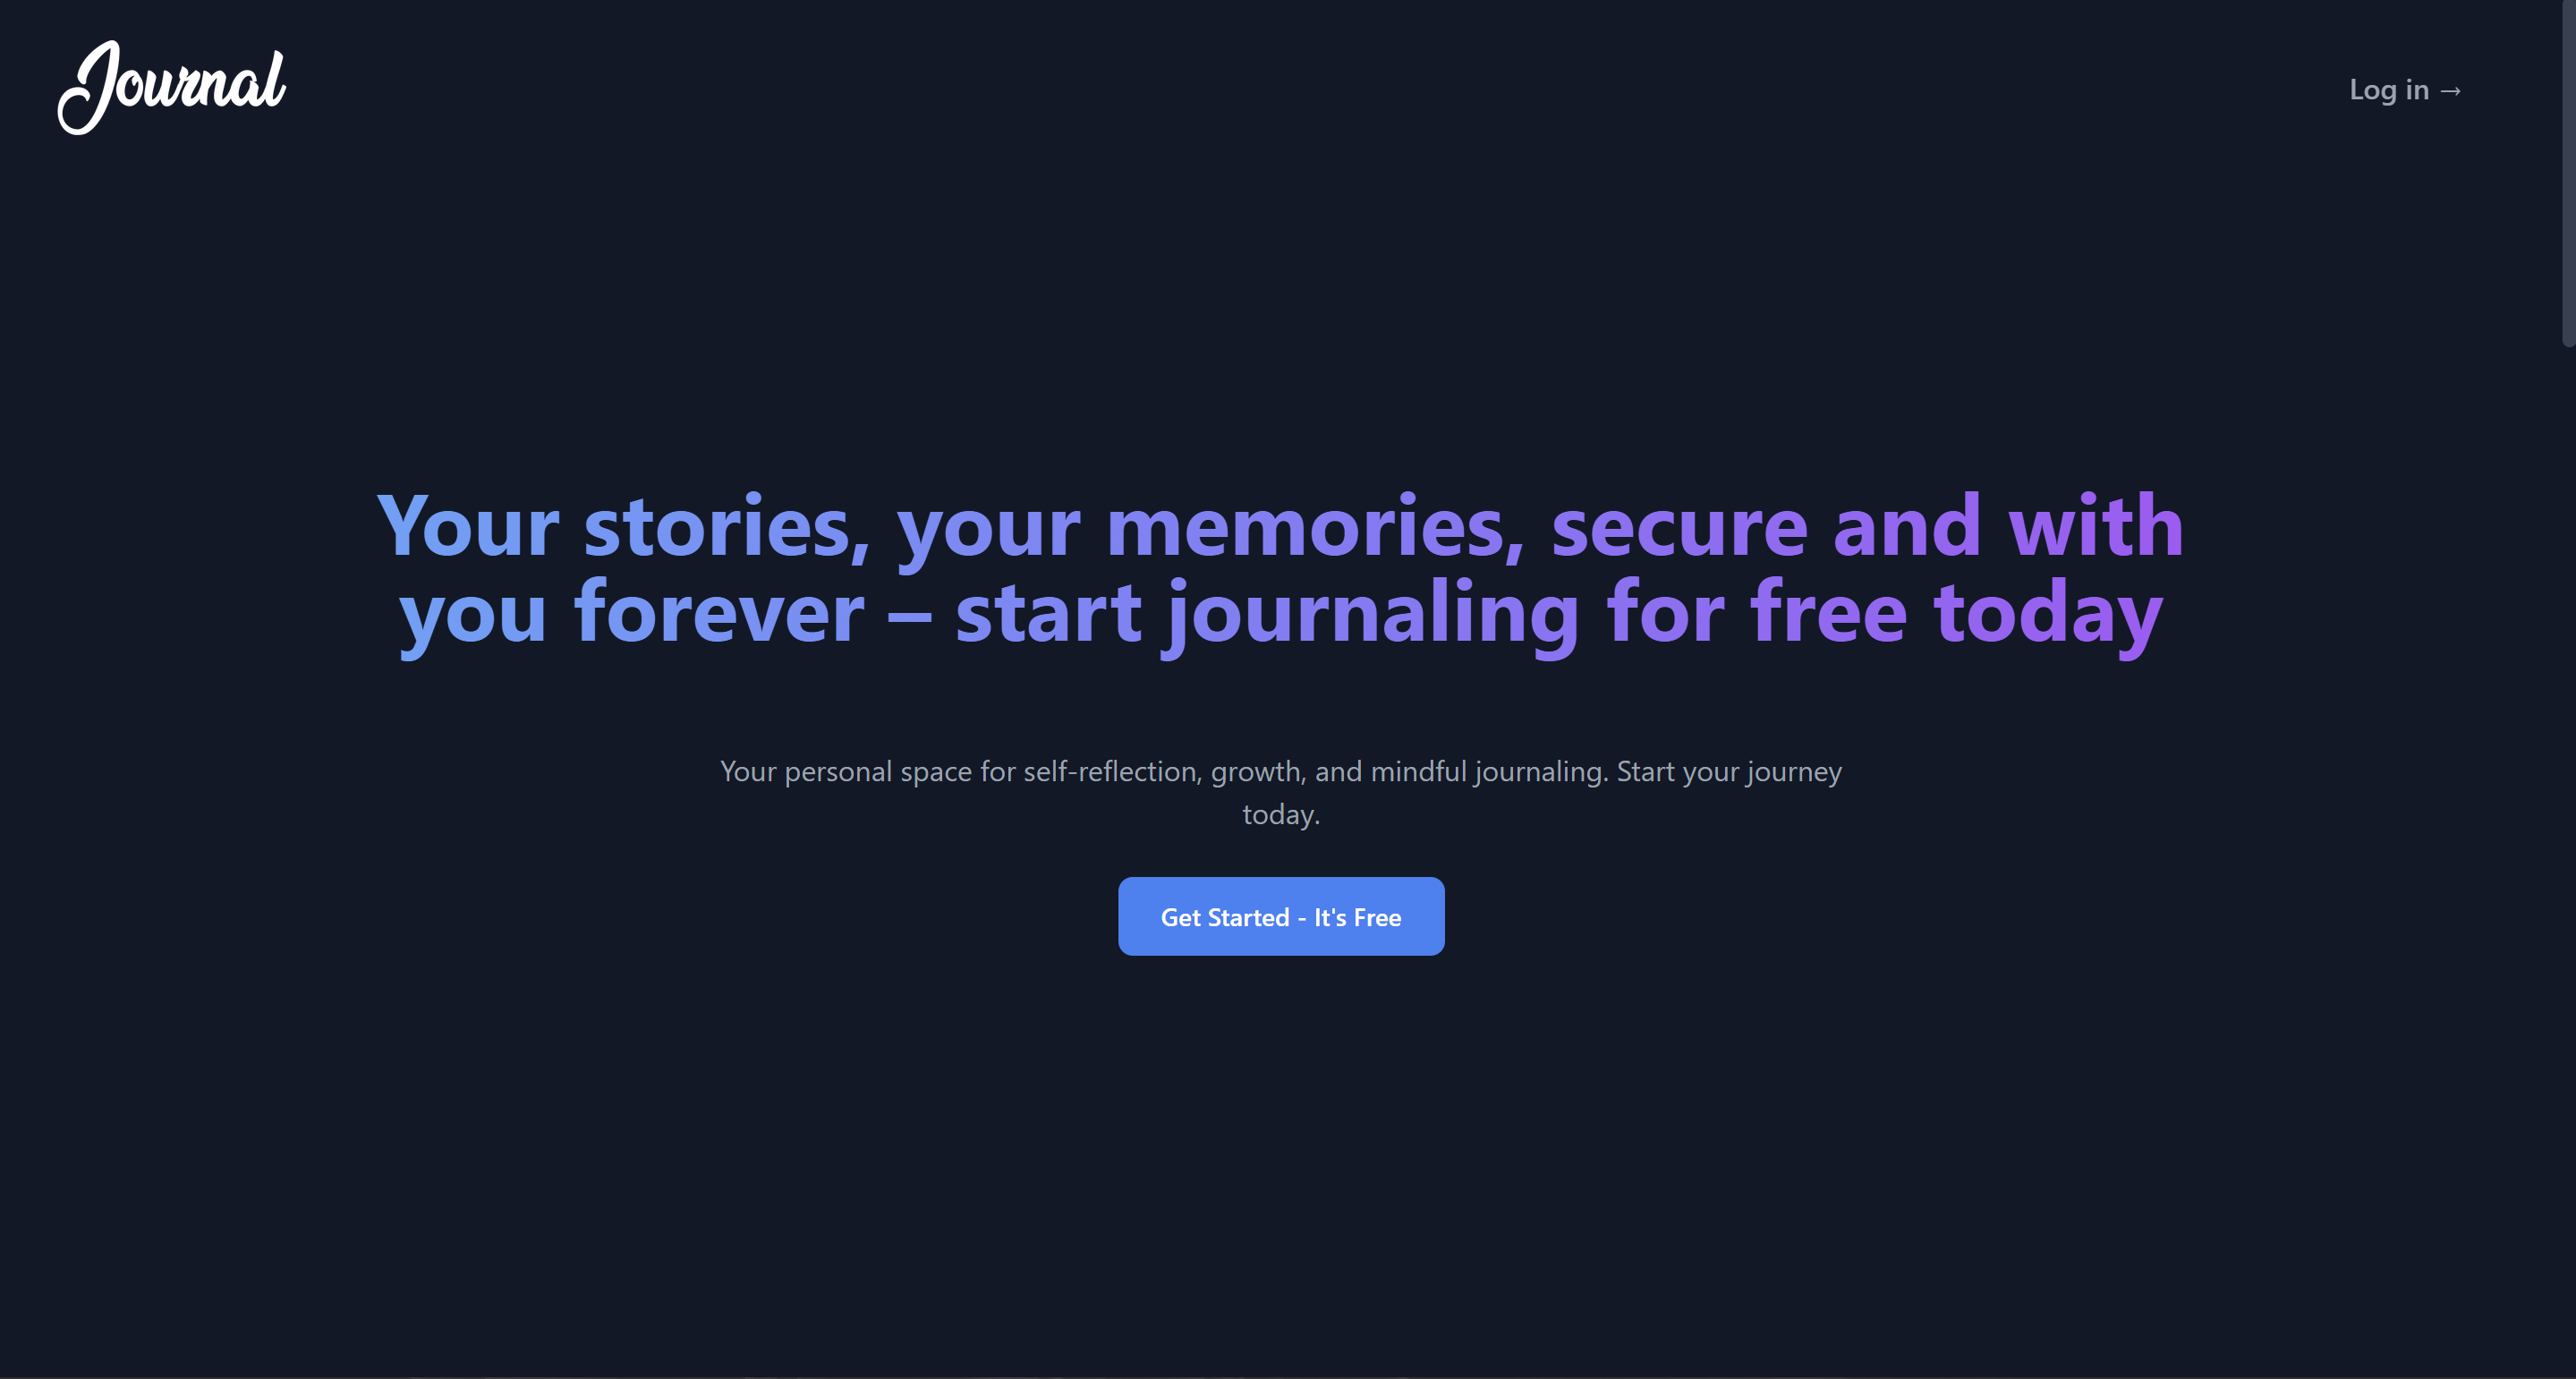 Journal
Log in →
Your stories, your memories, secure and with
you forever – start journaling for free today
Your personal space for self-reflection, growth, and mindful journaling. Start your journey
today.
Get Started - It's Free